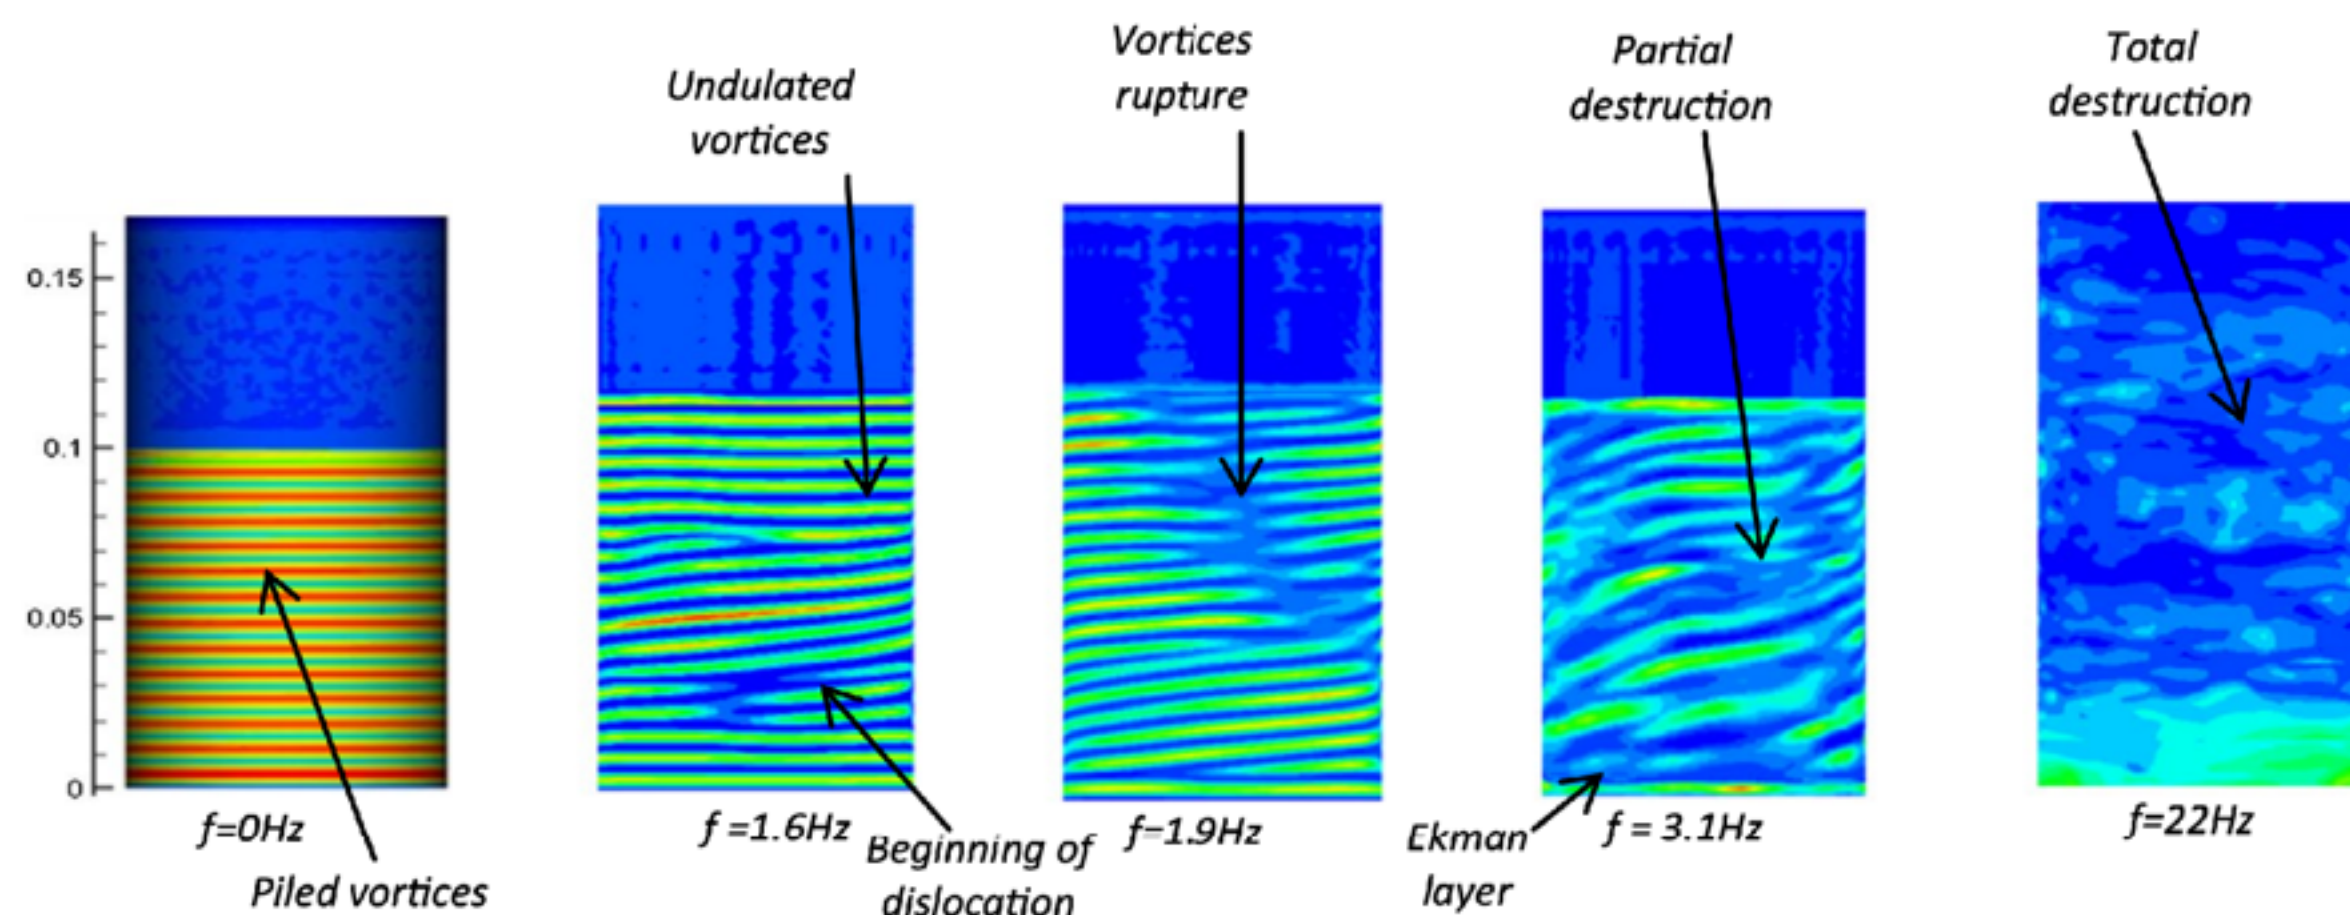 Undulated
vortices
Vortices
rupture
Partial
destruction
Total
destruction
0.15
0.1
0.05
0
f=0Hz
f =1.6Hz
f=1.9Hz
f = 3.1Hz
f=22Hz
Piled vortices
Beginning of
dislocation
Ekman
layer